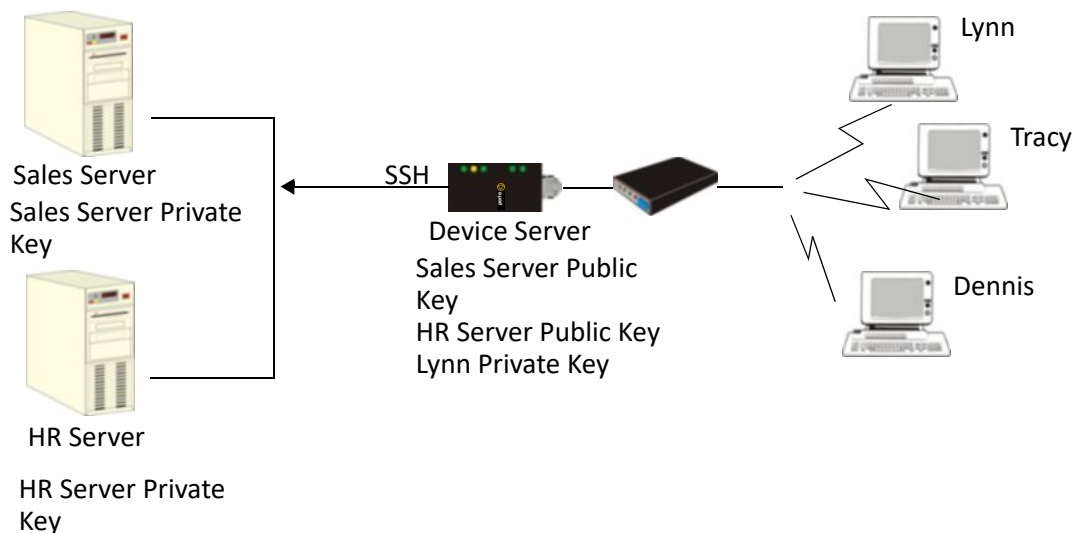 Lynn
Tracy
SSH
Sales Server
Sales Server Private
Key
Device Server
Sales Server Public
Key
HR Server Public Key
Lynn Private Key
Dennis
HR Server
HR Server Private
Key